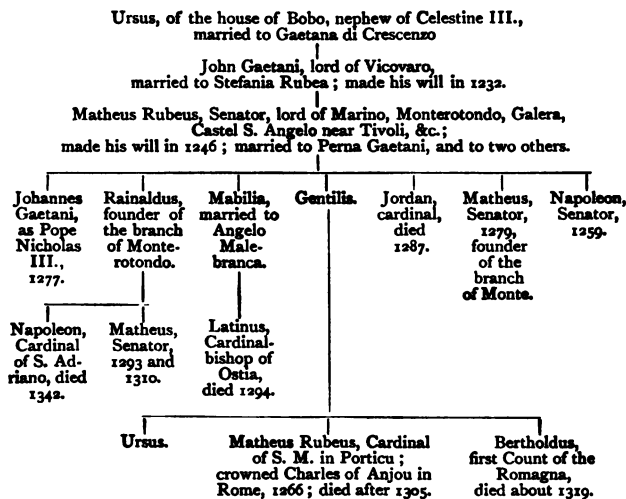 Ursus, of the house of Bobo, nephew of Celestine III.,
married to Gaetana di Crescenzo
John Gaetani, lord of Vicovaro,
married to Stefania Rubea; made his will in 1232.
Matheus Rubeus, Senator, lord of Marino, Monterotondo, Galera,
Castel S. Angelo near Tivoli, &c.;
made his will in 1246; married to Perna Gaetani, and to two others.
Johannes
Gaetani,
as Pope
Nicholas
III.,
1277.
Rainaldus,
founder of
the branch
of Monte-
rotondo.
Mabilia,
married to
Angelo
Male-
branca.
Gentilis.
Jordan,
cardinal,
died
1287.
Matheus,
Senator,
1279,
founder
of the
branch
of Monte.
Napoleon,
Senator,
1259.
Napoleon,
Cardinal
of S. Ad-
riano, died
1342.
Matheus,
Senator,
1293 and
1310.
Latinus,
Cardinal-
bishop of
Ostia,
died 1294.
Ursus.
Matheus Rubeus, Cardinal
of S. M. in Porticu;
crowned Charles of Anjou in
Rome, 1266; died after 1305.
Bertholdus,
first Count of the
Romagna,
died about 1319.